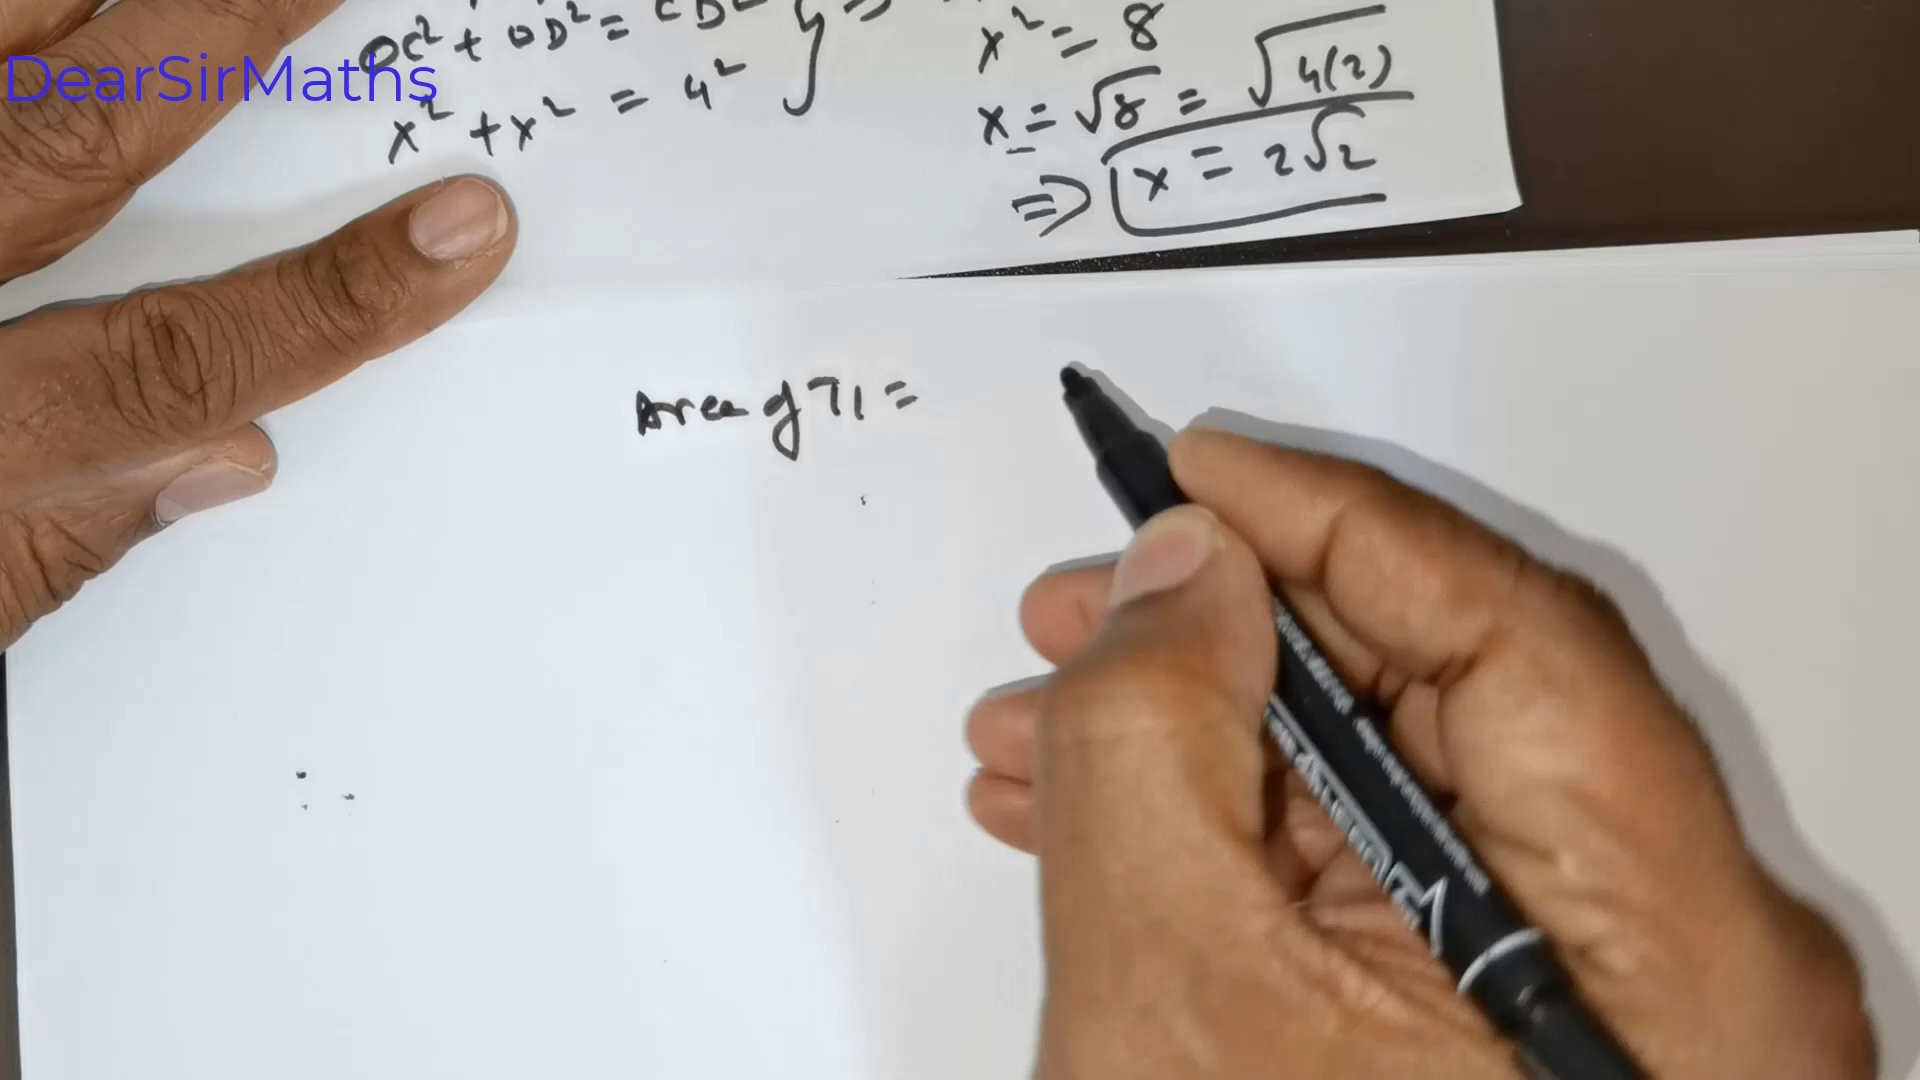 DearSirMaths
OC² + OD² = CD²
x² + x² = 4²
x² = 8
x = √8 = √4(2)
⇒ x = 2√2
Area of T1 =